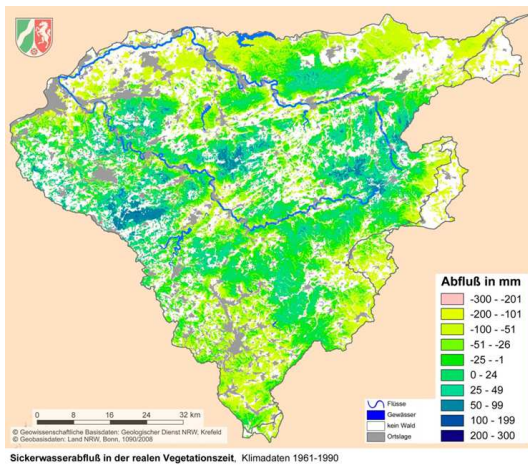 Abfluß in mm
-300 - -201
-200 - -101
-100 - -51
-51 - -26
-25 - -1
0 - 24
25 - 49
50 - 99
100 - 199
200 - 300
Flüsse
Gewässer
kein Wald
Ortslage
0 8 16 24 32 km
© Geowissenschaftliche Basisdaten: Geologischer Dienst NRW, Krefeld
© Geobasisdaten: Land NRW, Bonn, 1090/2008
Sickerwasserabfluß in der realen Vegetationszeit, Klimadaten 1961-1990